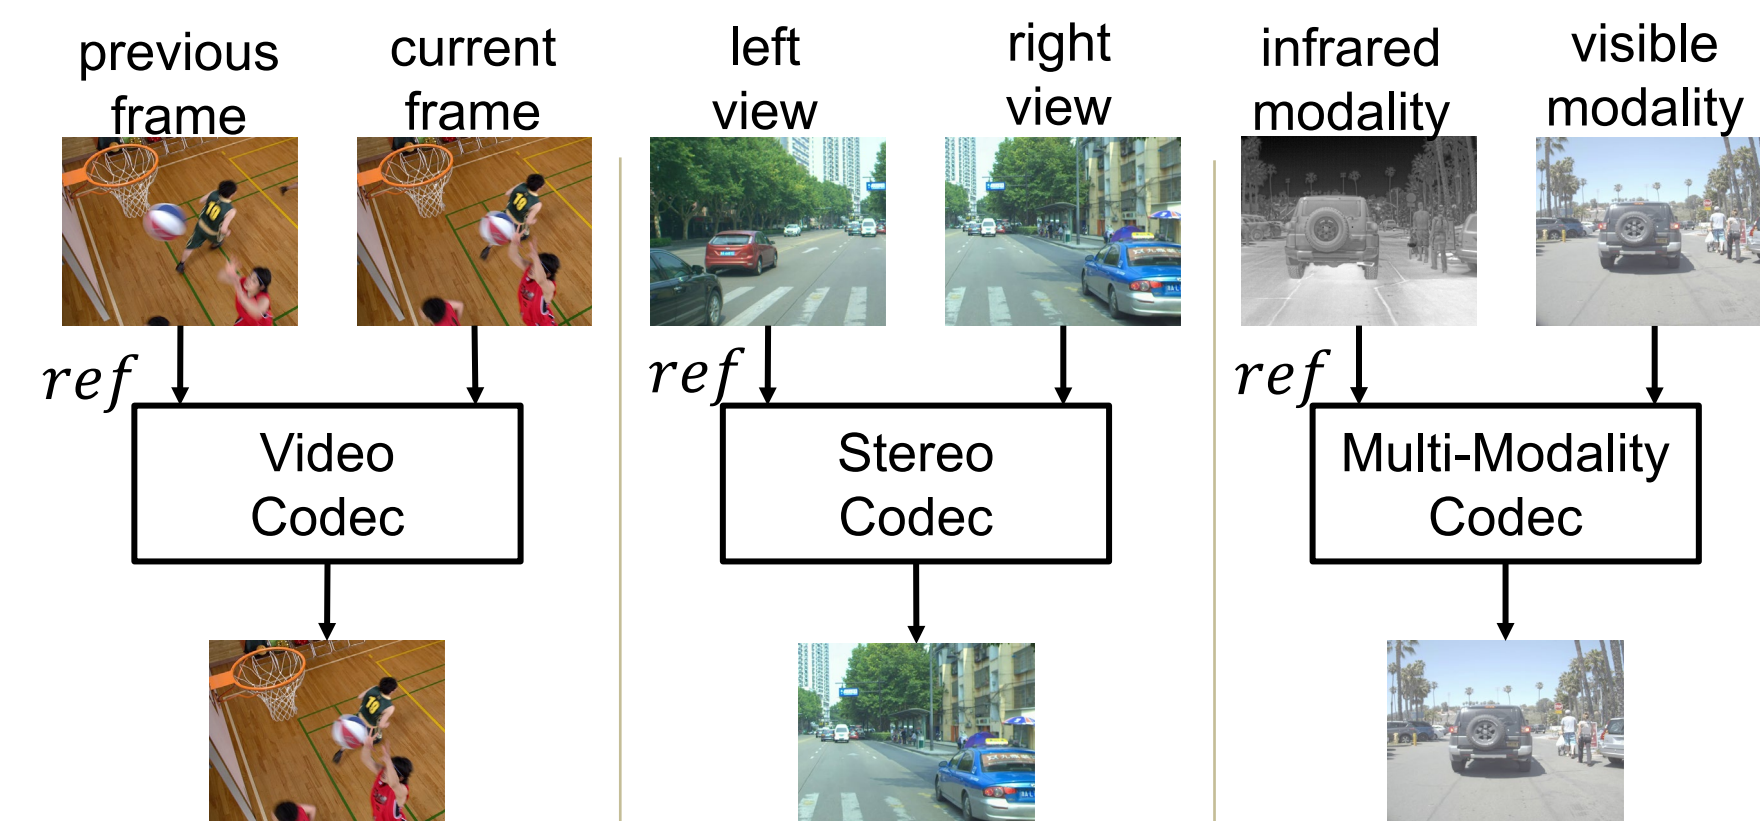 previous
frame
current
frame
left
view
right
view
infrared
modality
visible
modality
ref
ref
ref
Video
Codec
Stereo
Codec
Multi-Modality
Codec